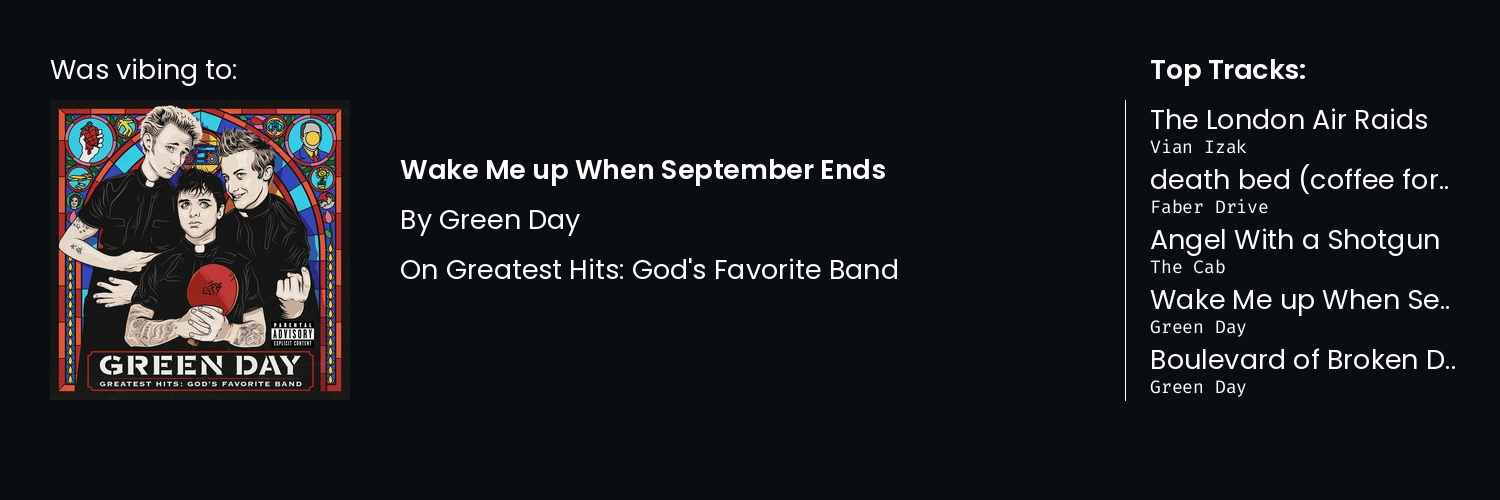 Was vibing to:
PARENTAL
ADVISORY
EXPLICIT CONTENT
GREEN DAY
GREATEST HITS: GOD'S FAVORITE BAND
Wake Me up When September Ends
By Green Day
On Greatest Hits: God's Favorite Band
Top Tracks:
The London Air Raids
Vian Izak
death bed (coffee for..
Faber Drive
Angel With a Shotgun
The Cab
Wake Me up When Se..
Green Day
Boulevard of Broken D..
Green Day